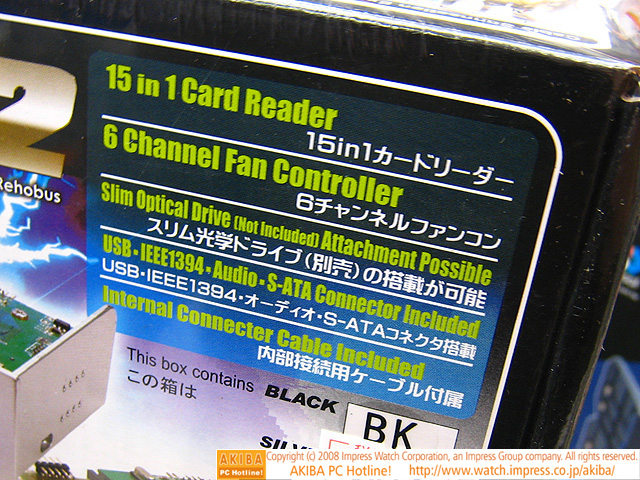 2
Rehobus
15 in 1 Card Reader
15in1カードリーダー
6 Channel Fan Controller
6チャンネルファンコン
Slim Optical Drive (Not Included) Attachment Possible
スリム光学ドライブ(別売)の搭載が可能
USB・IEEE1394・Audio・S-ATA Connector Included
USB・IEEE1394・オーディオ・S-ATAコネクタ搭載
Internal Connecter Cable Included
内部接続用ケーブル付属
This box contains BLACK
この箱は
BK
AKIBA
PC Hotline!
Copyright (c) 2008 Impress Watch Corporation, an Impress Group company. All rights reserved.
AKIBA PC Hotline! http://www.watch.impress.co.jp/akiba/